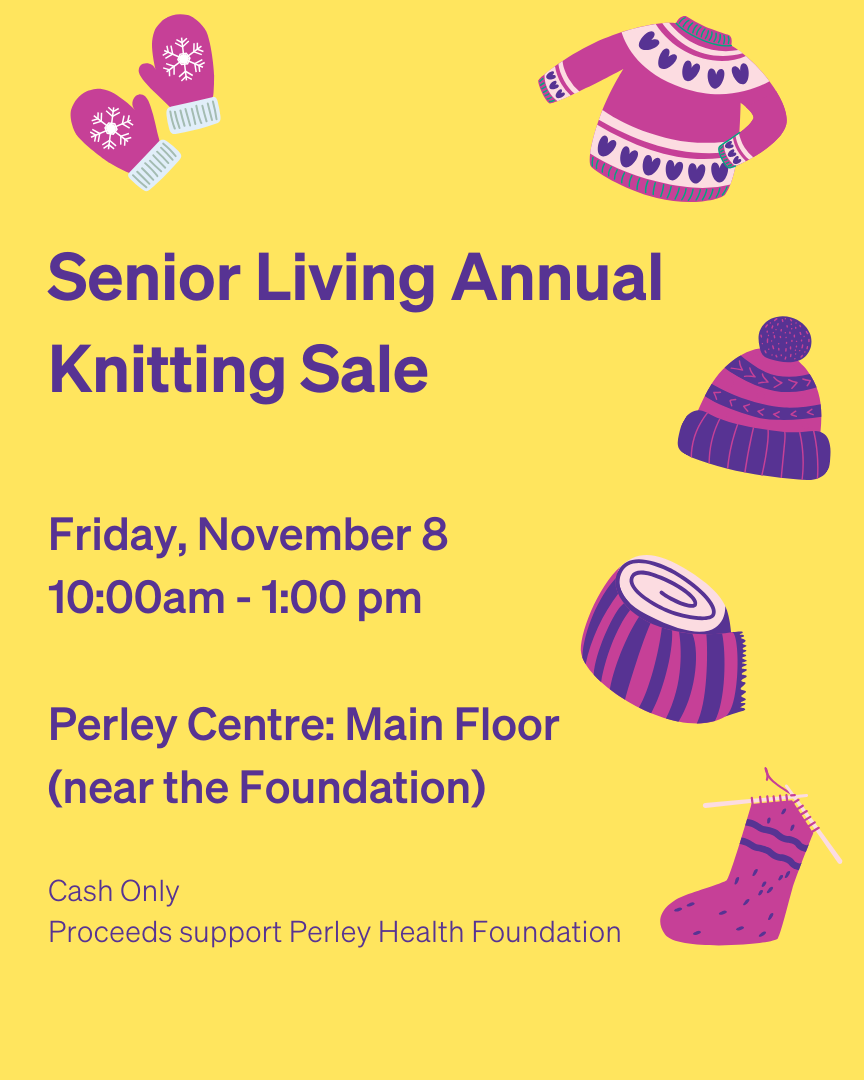 Senior Living Annual
Knitting Sale
Friday, November 8
10:00am - 1:00 pm
Perley Centre: Main Floor
(near the Foundation)
Cash Only
Proceeds support Perley Health Foundation